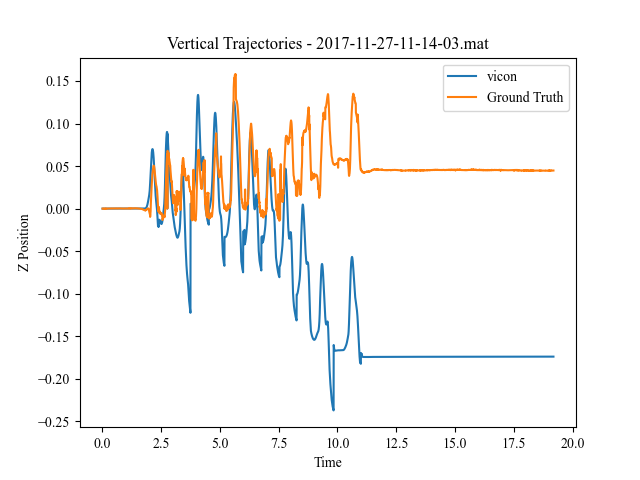 Vertical Trajectories - 2017-11-27-11-14-03.mat
vicon
Ground Truth
0.15
0.10
0.05
0.00
−0.05
−0.10
−0.15
−0.20
−0.25
Z Position
0.0 2.5 5.0 7.5 10.0 12.5 15.0 17.5 20.0
Time